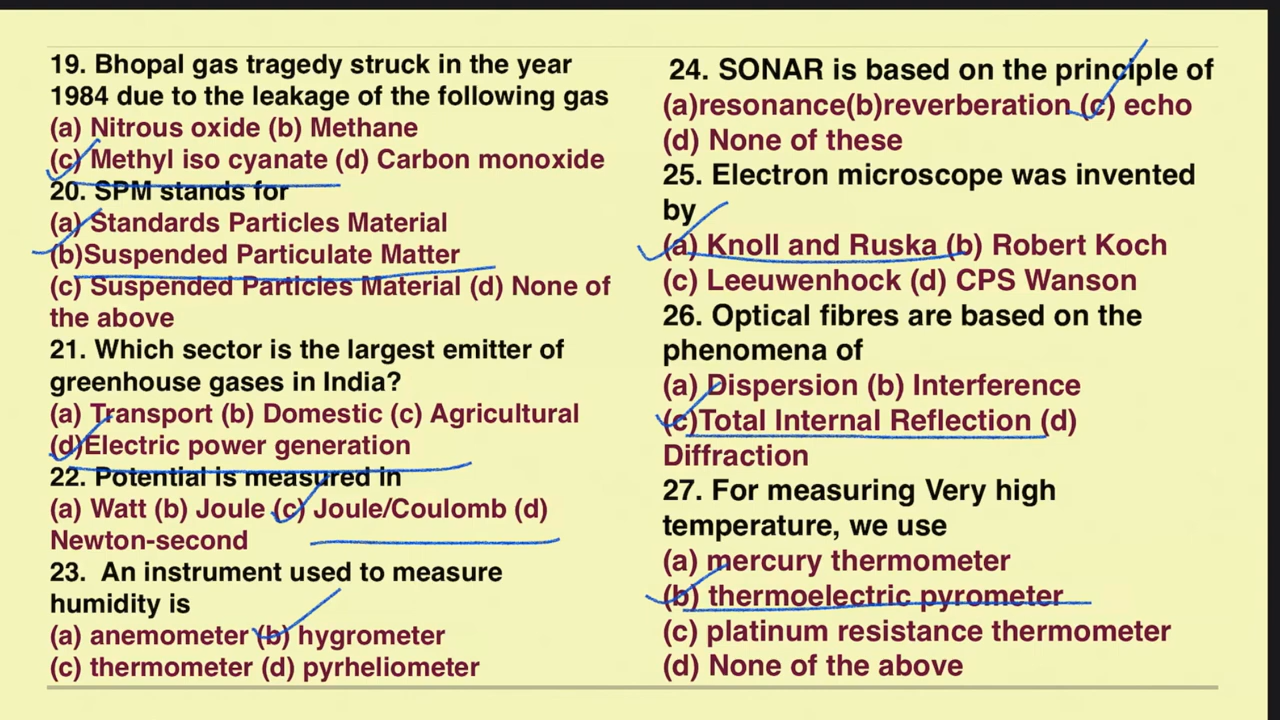 19. Bhopal gas tragedy struck in the year
1984 due to the leakage of the following gas
(a) Nitrous oxide (b) Methane
(c) Methyl iso cyanate (d) Carbon monoxide
20. SPM stands for
(a) Standards Particles Material
(b)Suspended Particulate Matter
(c) Suspended Particles Material (d) None of
the above
21. Which sector is the largest emitter of
greenhouse gases in India?
(a) Transport (b) Domestic (c) Agricultural
(d)Electric power generation
22. Potential is measured in
(a) Watt (b) Joule (c) Joule/Coulomb (d)
Newton-second
23. An instrument used to measure
humidity is
(a) anemometer (b) hygrometer
(c) thermometer (d) pyrheliometer
24. SONAR is based on the principle of
(a)resonance(b)reverberation (c) echo
(d) None of these
25. Electron microscope was invented
by
(a) Knoll and Ruska (b) Robert Koch
(c) Leeuwenhock (d) CPS Wanson
26. Optical fibres are based on the
phenomena of
(a) Dispersion (b) Interference
(c)Total Internal Reflection (d)
Diffraction
27. For measuring Very high
temperature, we use
(a) mercury thermometer
(b) thermoelectric pyrometer
(c) platinum resistance thermometer
(d) None of the above